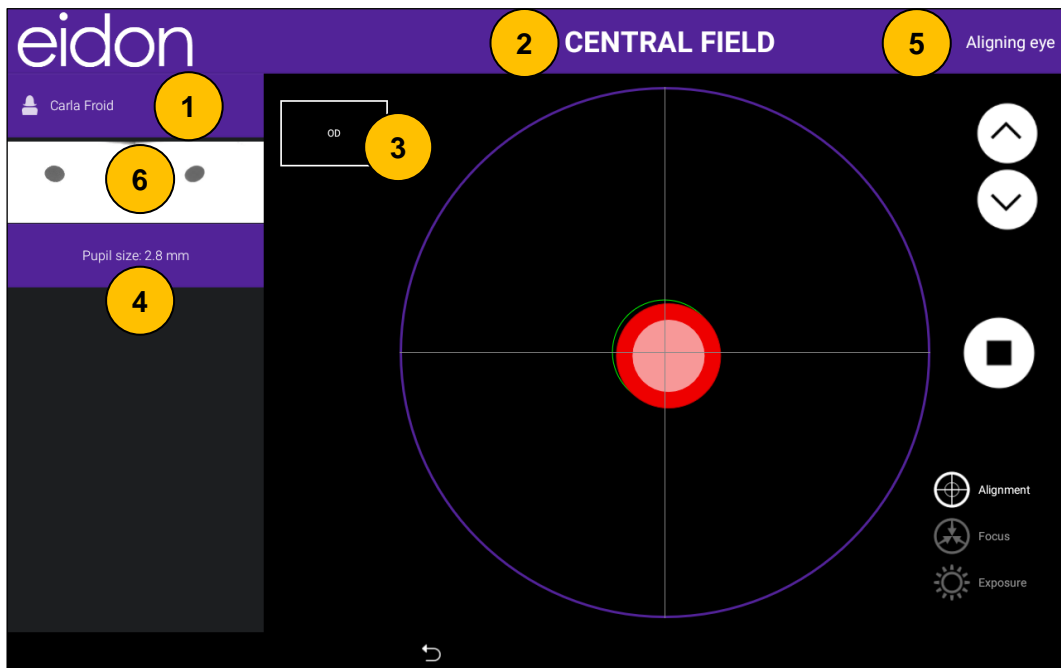 eidon
2 CENTRAL FIELD
5 Aligning eye
Carla Froid 1
OD
3
6
Pupil size: 2.8 mm
4
Alignment
Focus
Exposure